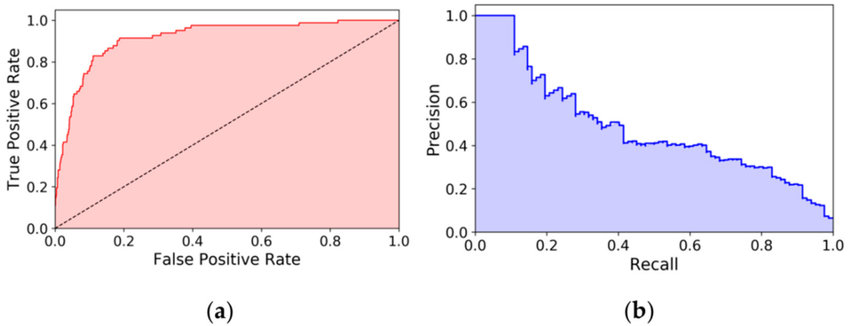 1.0
0.8
0.6
0.4
0.2
0.0
True Positive Rate
0.0 0.2 0.4 0.6 0.8 1.0
False Positive Rate
(a)
1.0
0.8
0.6
0.4
0.2
0.0
Precision
0.0 0.2 0.4 0.6 0.8 1.0
Recall
(b)